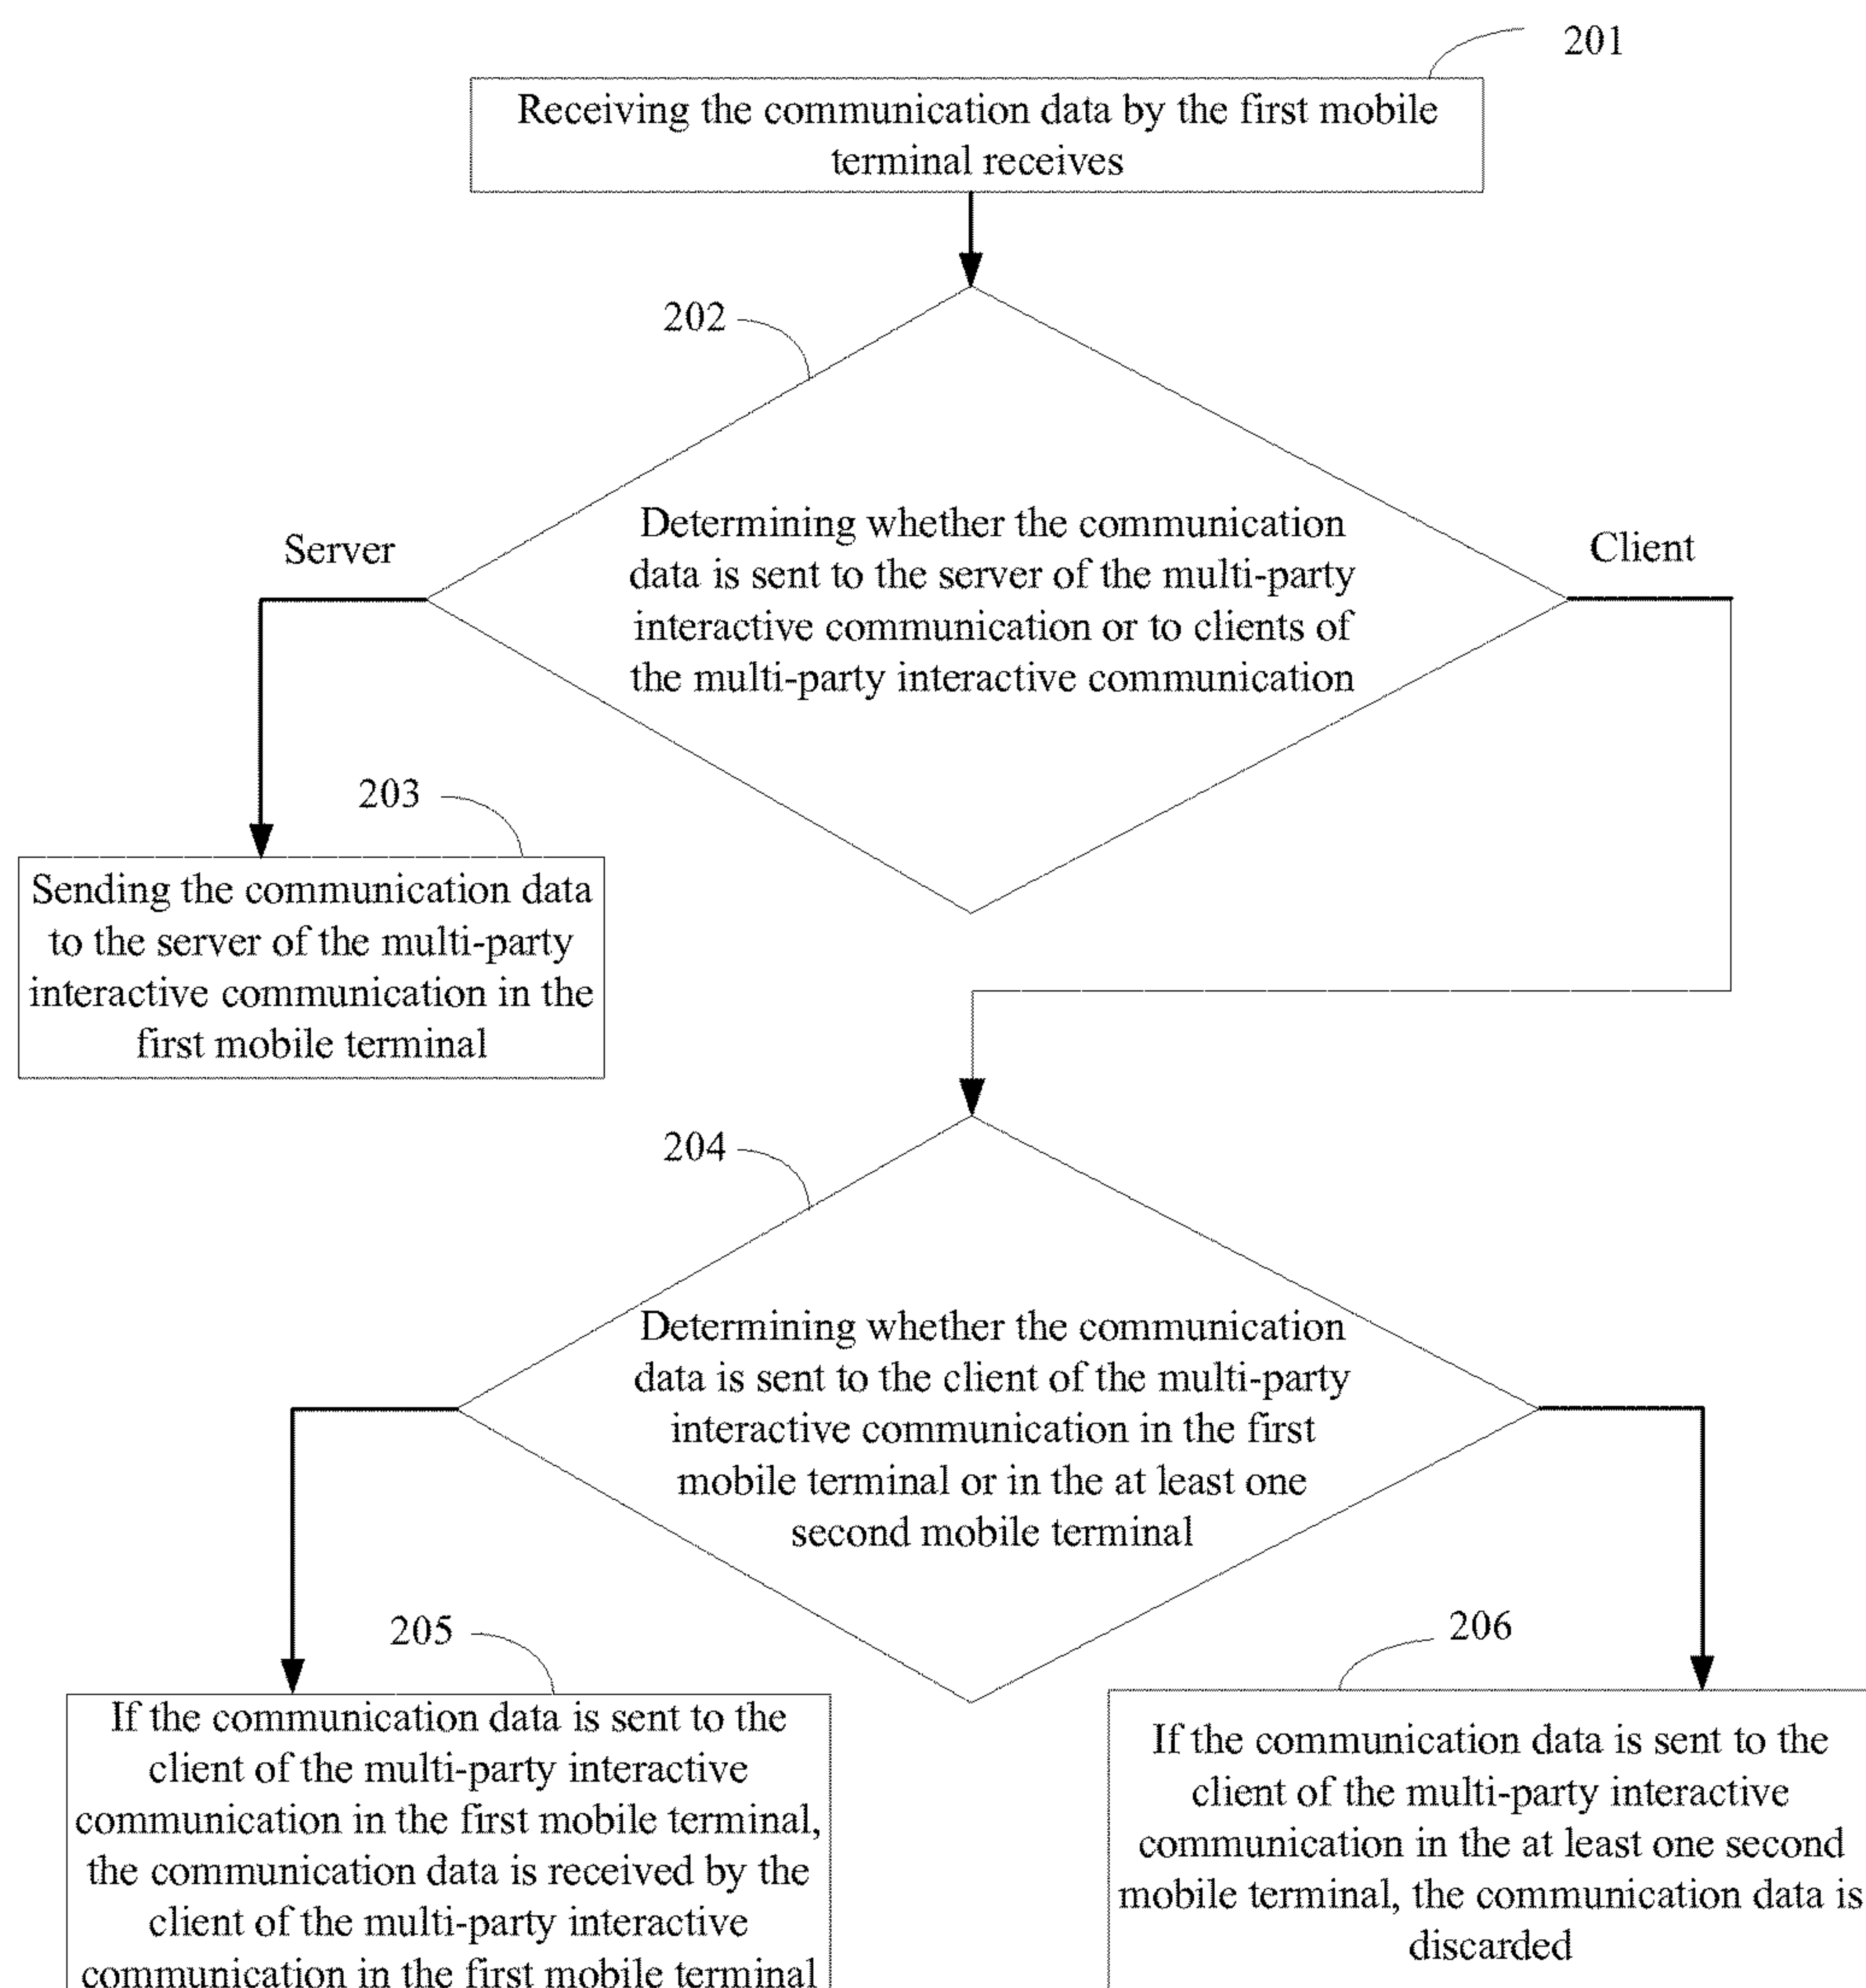 201
Receiving the communication data by the first mobile
terminal receives
202
Determining whether the communication
data is sent to the server of the multi-party
interactive communication or to clients of
the multi-party interactive communication
Server
Client
203
Sending the communication data
to the server of the multi-party
interactive communication in the
first mobile terminal
204
Determining whether the communication
data is sent to the client of the multi-party
interactive communication in the first
mobile terminal or in the at least one
second mobile terminal
205
If the communication data is sent to the
client of the multi-party interactive
communication in the first mobile terminal,
the communication data is received by the
client of the multi-party interactive
communication in the first mobile terminal
206
If the communication data is sent to the
client of the multi-party interactive
communication in the at least one second
mobile terminal, the communication data is
discarded